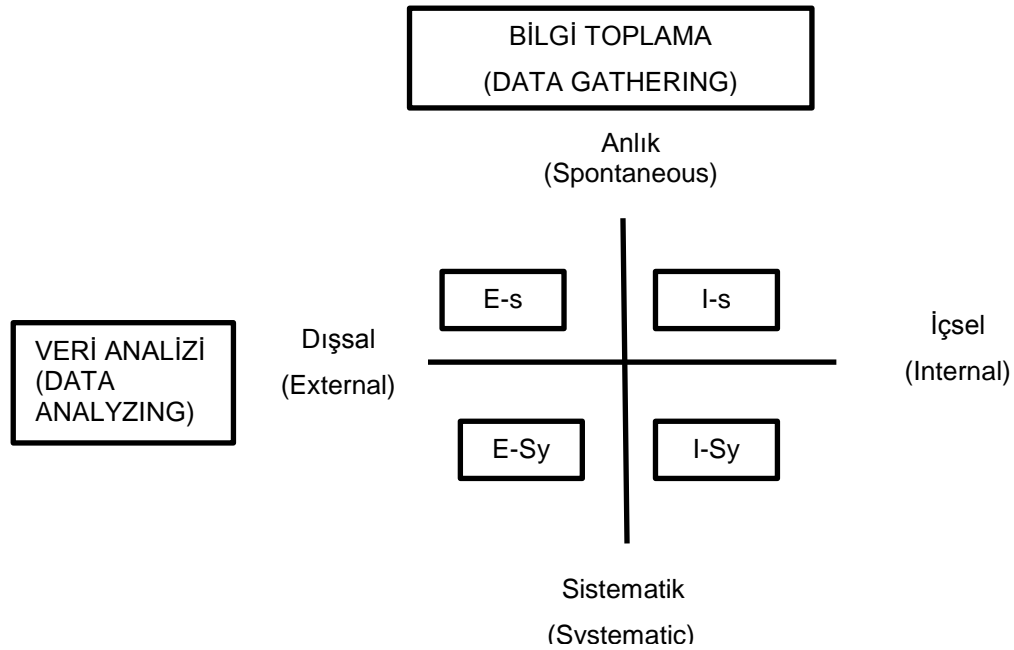 BİLGİ TOPLAMA
(DATA GATHERING)
Anlık
(Spontaneous)
E-s
I-s
VERİ ANALİZİ
(DATA
ANALYZING)
Dışsal
(External)
İçsel
(Internal)
E-Sy
I-Sy
Sistematik
(Systematic)